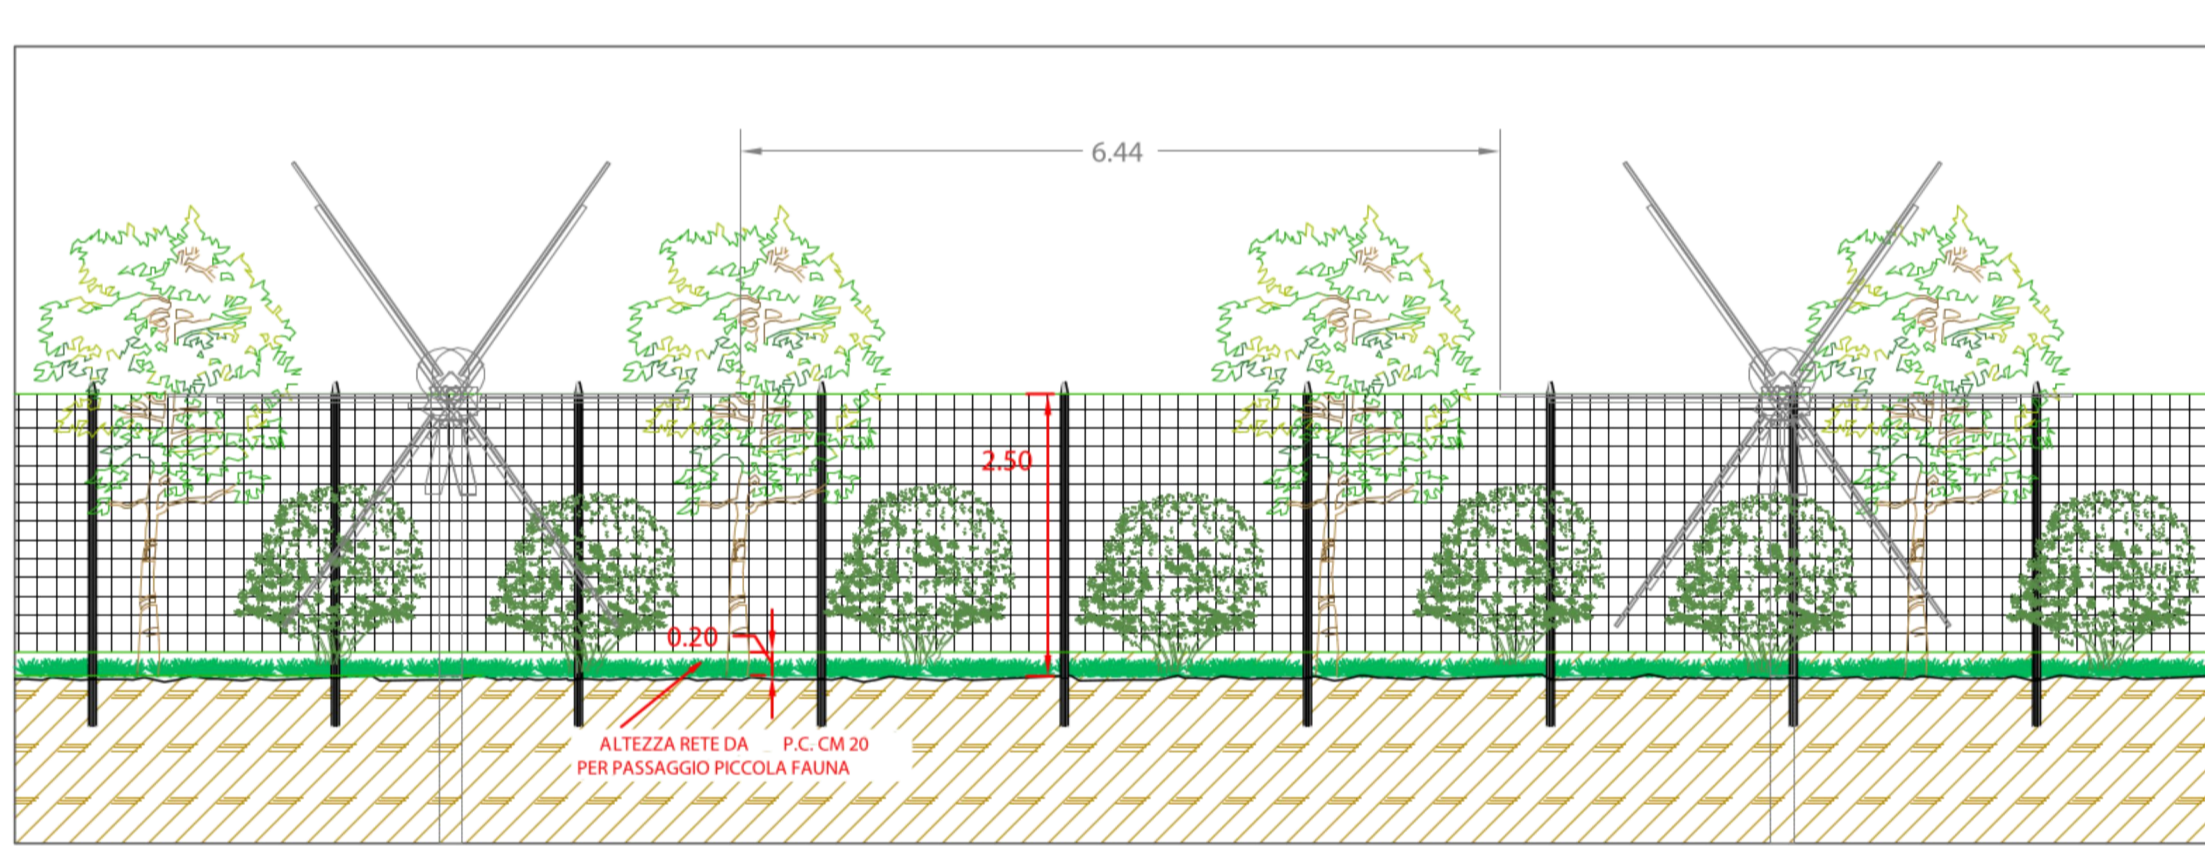 6.44
2.50
0.20
ALTEZZA RETE DA P.C. CM 20
PER PASSAGGIO PICCOLA FAUNA